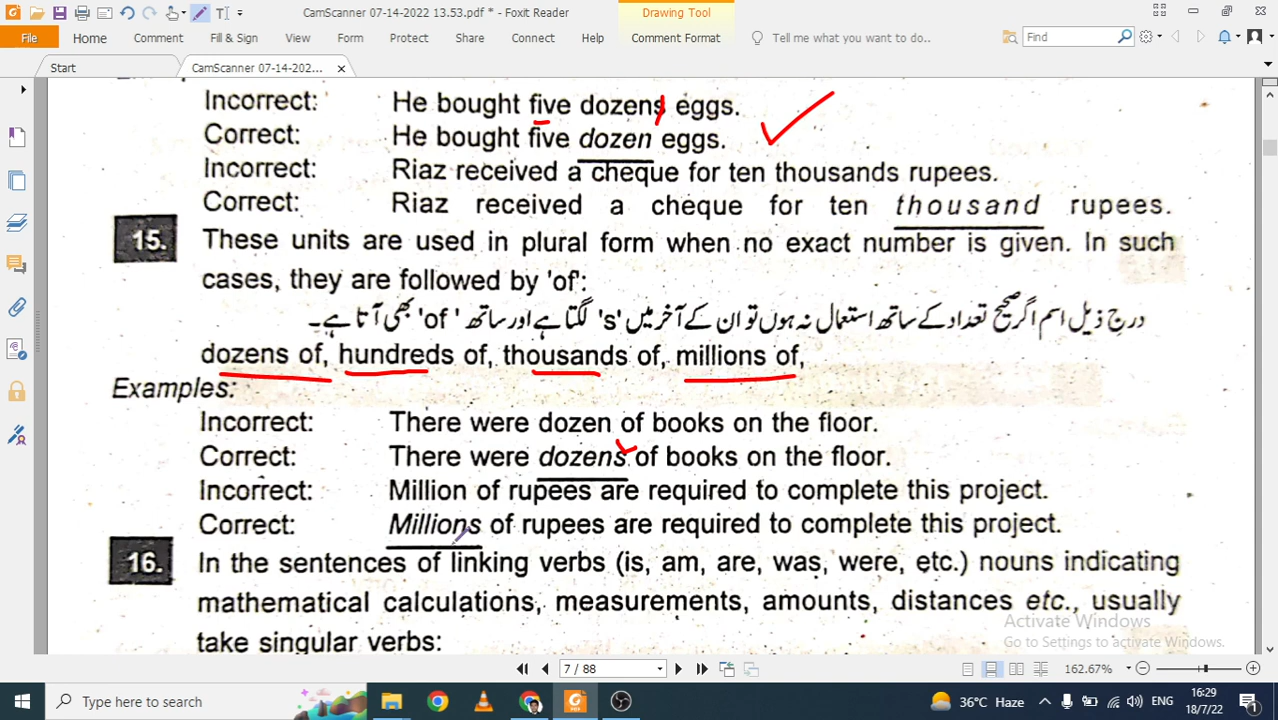 CamScanner 07-14-2022 13.53.pdf * - Foxit Reader
Drawing Tool
File Home Comment Fill & Sign View Form Protect Share Connect Help Comment Format Tell me what you want to do.. Find
Start CamScanner 07-14-202...
Incorrect: He bought five dozens eggs.
Correct: He bought five dozen eggs.
Incorrect: Riaz received a cheque for ten thousands rupees.
Correct: Riaz received a cheque for ten thousand rupees.
15. These units are used in plural form when no exact number is given. In such
cases, they are followed by 'of':
درج ذیل اسم اگر صحیح تعداد کے ساتھ استعمال نہ ہوں تو ان کے آخر میں 's' لگتا ہے اور ساتھ 'of' بھی آتا ہے۔
dozens of, hundreds of, thousands of, millions of,
Examples:
Incorrect: There were dozen of books on the floor.
Correct: There were dozens of books on the floor.
Incorrect: Million of rupees are required to complete this project.
Correct: Millions of rupees are required to complete this project.
16. In the sentences of linking verbs (is, am, are, was, were, etc.) nouns indicating
mathematical calculations, measurements, amounts, distances etc., usually
take singular verbs:
Activate Windows
Go to Settings to activate Windows.
7 / 88 162.67%
Type here to search 36°C Haze ENG 16:29
18/7/22